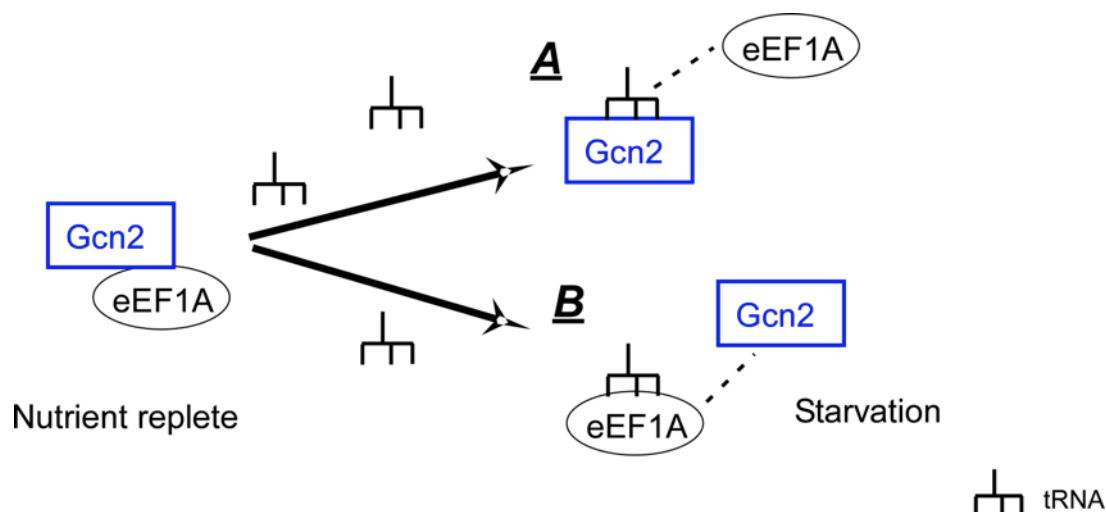 A
eEF1A
Gcn2
Gcn2
eEF1A
B
Gcn2
eEF1A
Nutrient replete
Starvation
tRNA